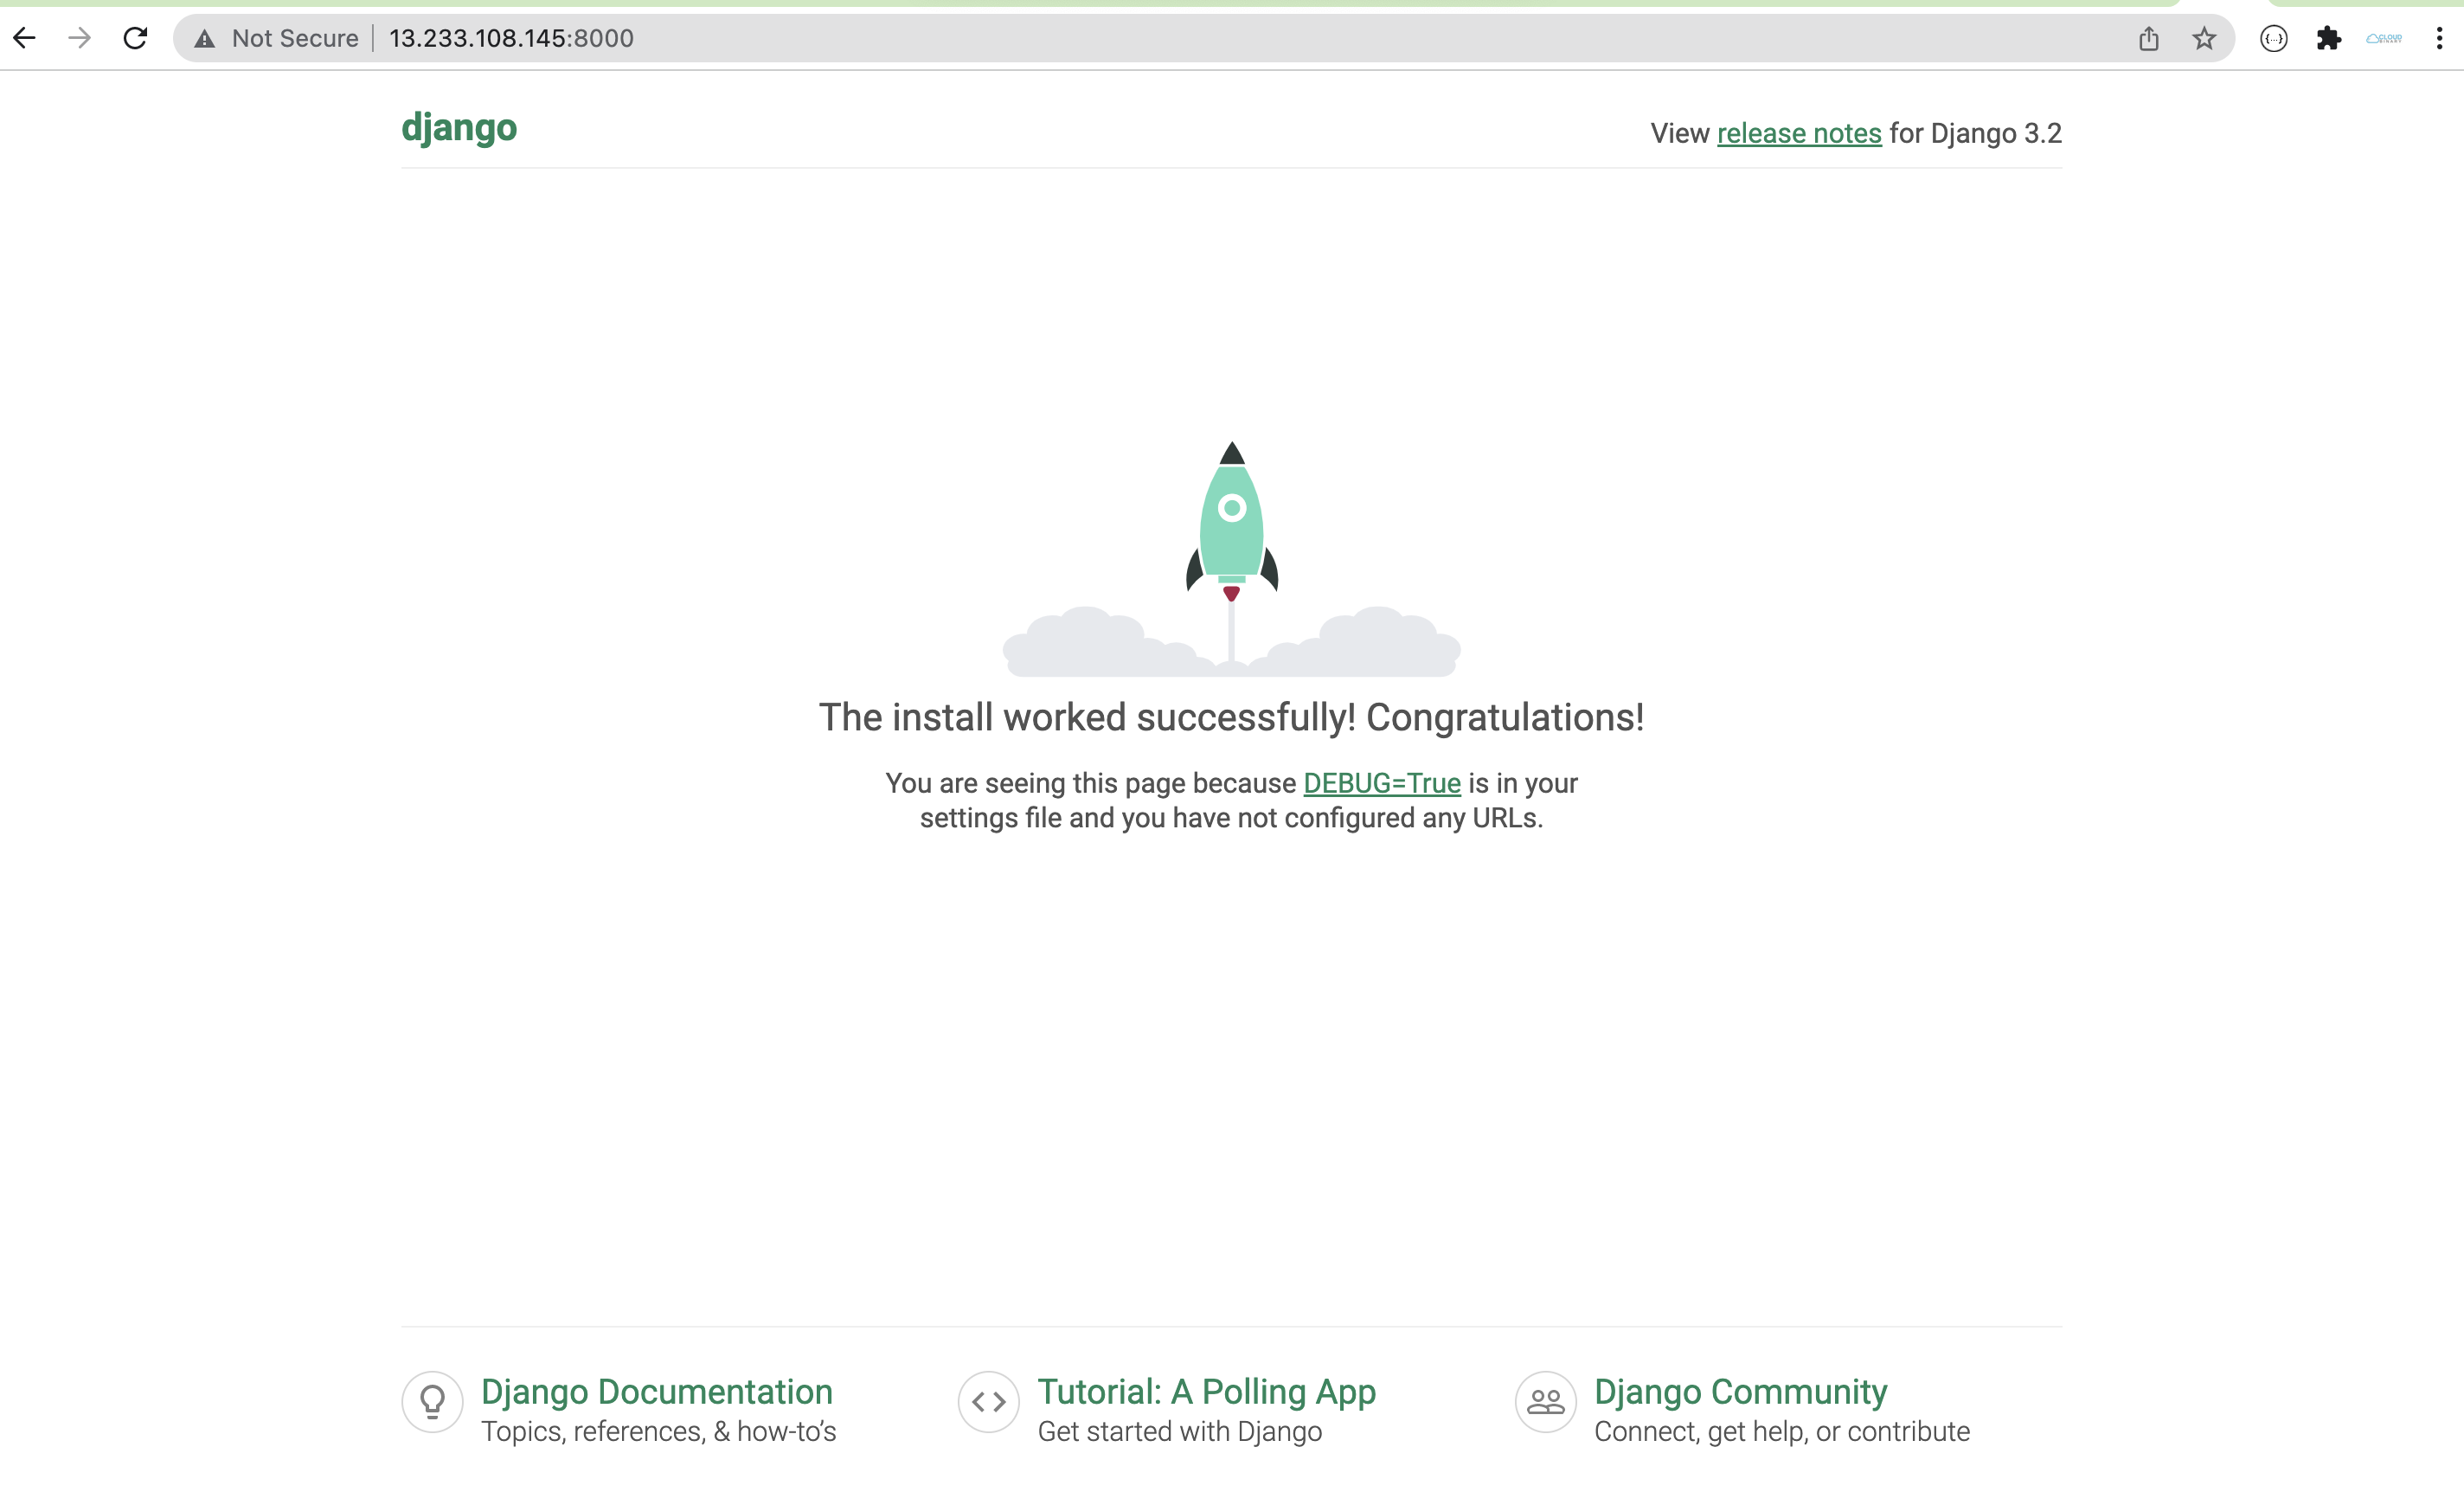 Not Secure 13.233.108.145:8000
{...}
CLOUD
BINARY
django
View release notes for Django 3.2
The install worked successfully! Congratulations!
You are seeing this page because DEBUG=True is in your
settings file and you have not configured any URLs.
Django Documentation
Topics, references, & how-to’s
Tutorial: A Polling App
Get started with Django
Django Community
Connect, get help, or contribute